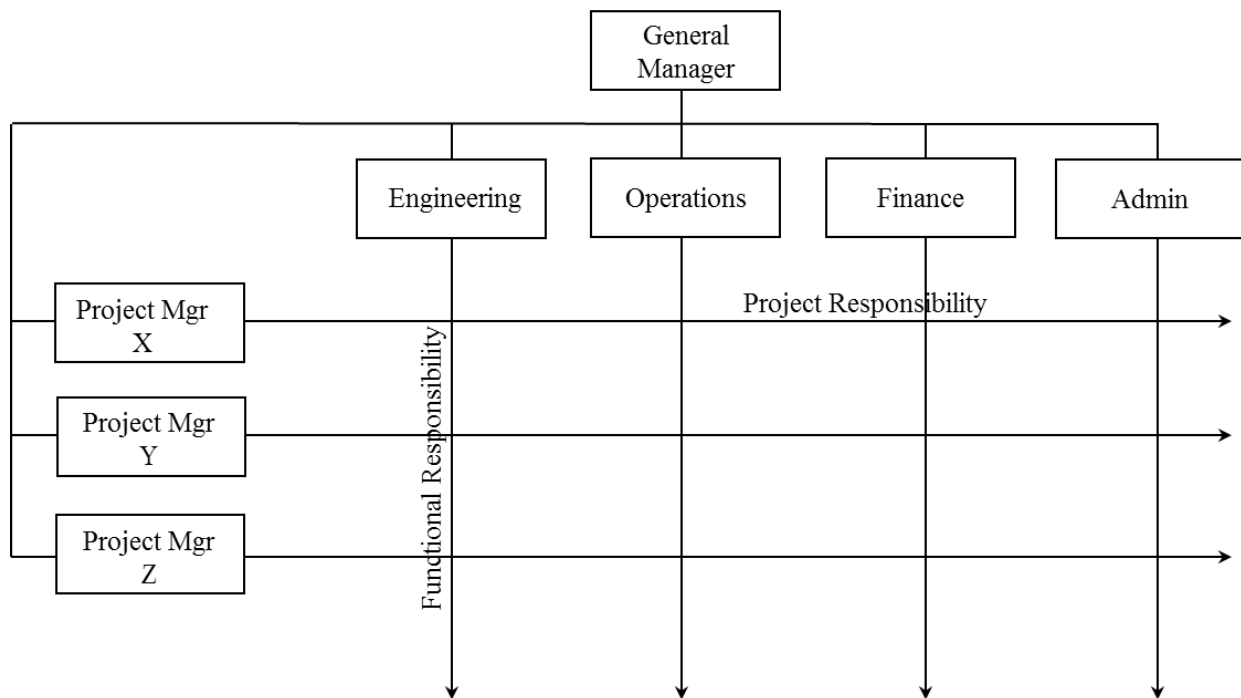 General
Manager
Engineering
Operations
Finance
Admin
Project Mgr
X
Project Responsibility
Functional Responsibility
Project Mgr
Y
Project Mgr
Z